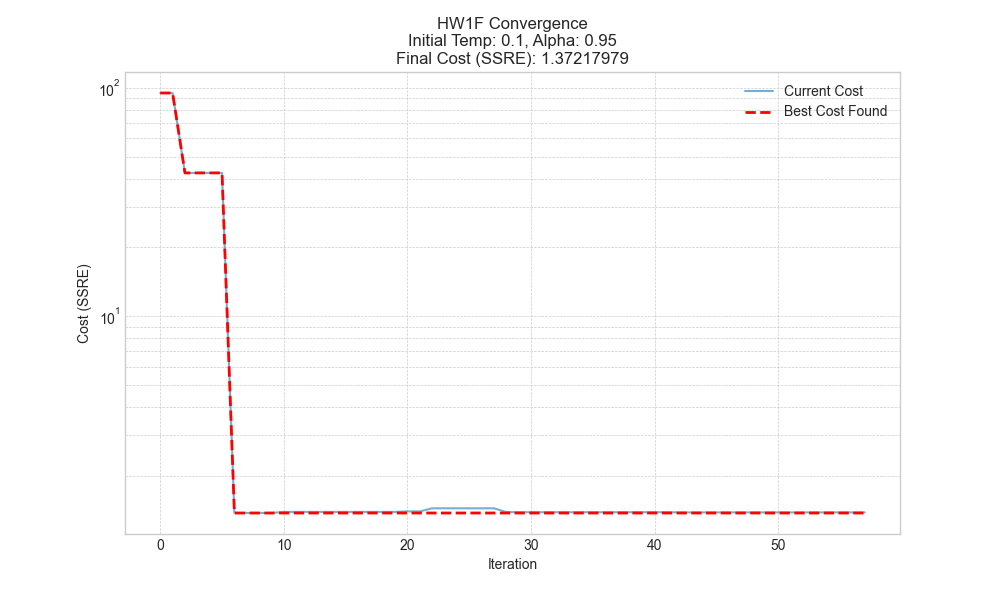 HW1F Convergence
Initial Temp: 0.1, Alpha: 0.95
Final Cost (SSRE): 1.37217979
Current Cost
Best Cost Found
10²
10¹
Cost (SSRE)
0 10 20 30 40 50
Iteration